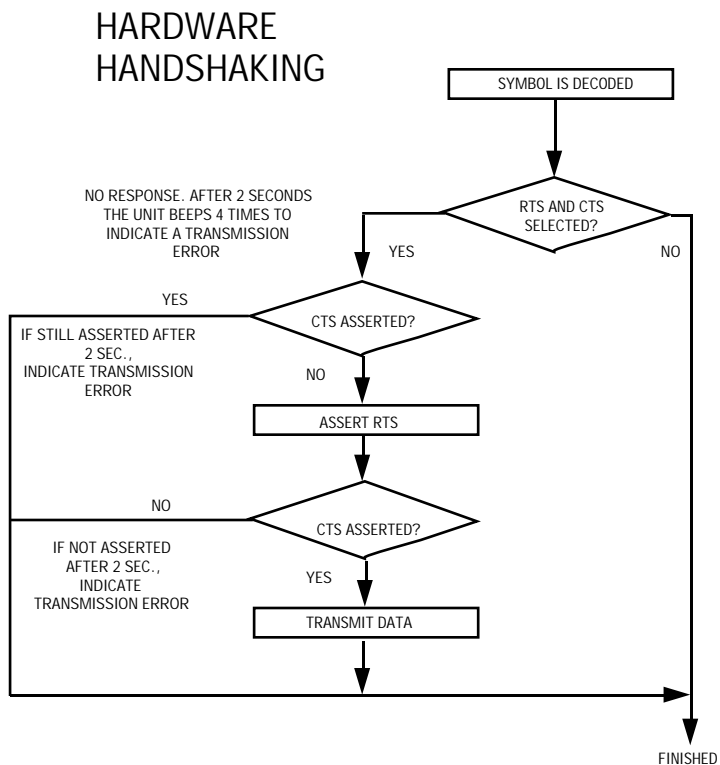 HARDWARE
HANDSHAKING
SYMBOL IS DECODED
NO RESPONSE. AFTER 2 SECONDS
THE UNIT BEEPS 4 TIMES TO
INDICATE A TRANSMISSION
ERROR
RTS AND CTS
SELECTED?
YES
NO
YES
CTS ASSERTED?
IF STILL ASSERTED AFTER
2 SEC.,
INDICATE TRANSMISSION
ERROR
NO
ASSERT RTS
NO
CTS ASSERTED?
IF NOT ASSERTED
AFTER 2 SEC.,
INDICATE
TRANSMISSION ERROR
YES
TRANSMIT DATA
FINISHED